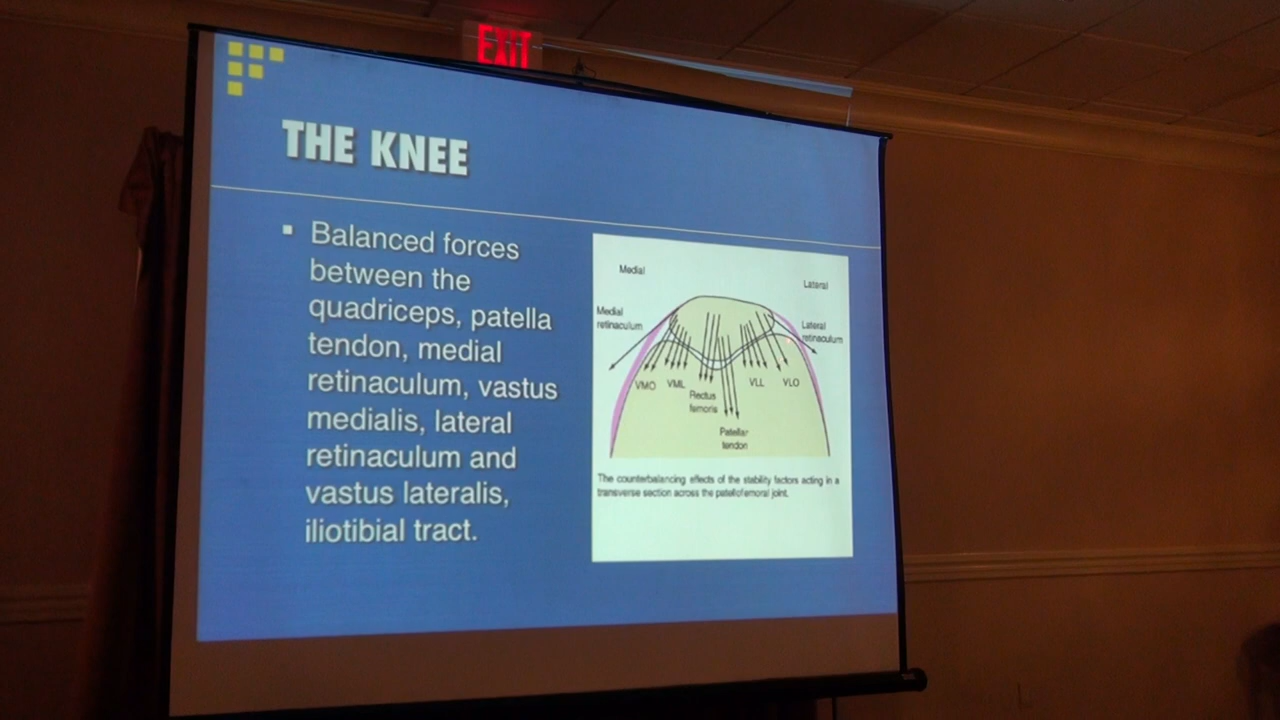 EXIT
THE KNEE
Balanced forces
between the
quadriceps, patella
tendon, medial
retinaculum, vastus
medialis, lateral
retinaculum and
vastus lateralis,
iliotibial tract.
Medial
Lateral
Medial
retinaculum
Lateral
retinaculum
VMO
VML
Rectus
femoris
VLL
VLO
Patellar
tendon
The counterbalancing effects of the stability factors acting in a
transverse section across the patellofemoral joint.